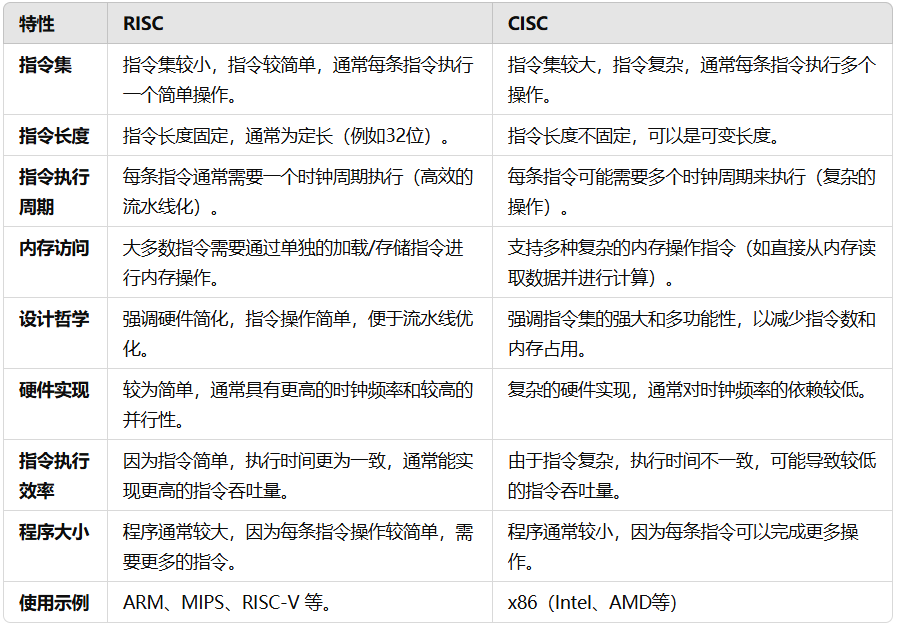 特性 RISC CISC
指令集 指令集较小，指令较简单，通常每条指令执行 指令集较大，指令复杂，通常每条指令执行多个
一个简单操作。 操作。
指令长度 指令长度固定，通常为定长（例如32位）。 指令长度不固定，可以是可变长度。
指令执行 每条指令通常需要一个时钟周期执行（高效的 每条指令可能需要多个时钟周期来执行（复杂的
周期 流水线化）。 操作）。
内存访问 大多数指令需要通过单独的加载/存储指令进 支持多种复杂的内存操作指令（如直接从内存读
行内存操作。 取数据并进行计算）。
设计哲学 强调硬件简化，指令操作简单，便于流水线优 强调指令集的强大和多功能性，以减少指令数和
化。 内存占用。
硬件实现 较为简单，通常具有更高的时钟频率和较高的 复杂的硬件实现，通常对时钟频率的依赖较低。
并行性。
指令执行 因为指令简单，执行时间更为一致，通常能实 由于指令复杂，执行时间不一致，可能导致较低
效率 现更高的指令吞吐量。 的指令吞吐量。
程序大小 程序通常较大，因为每条指令操作较简单，需 程序通常较小，因为每条指令可以完成更多操
要更多的指令。 作。
使用示例 ARM、MIPS、RISC-V 等。 x86（Intel、AMD等）